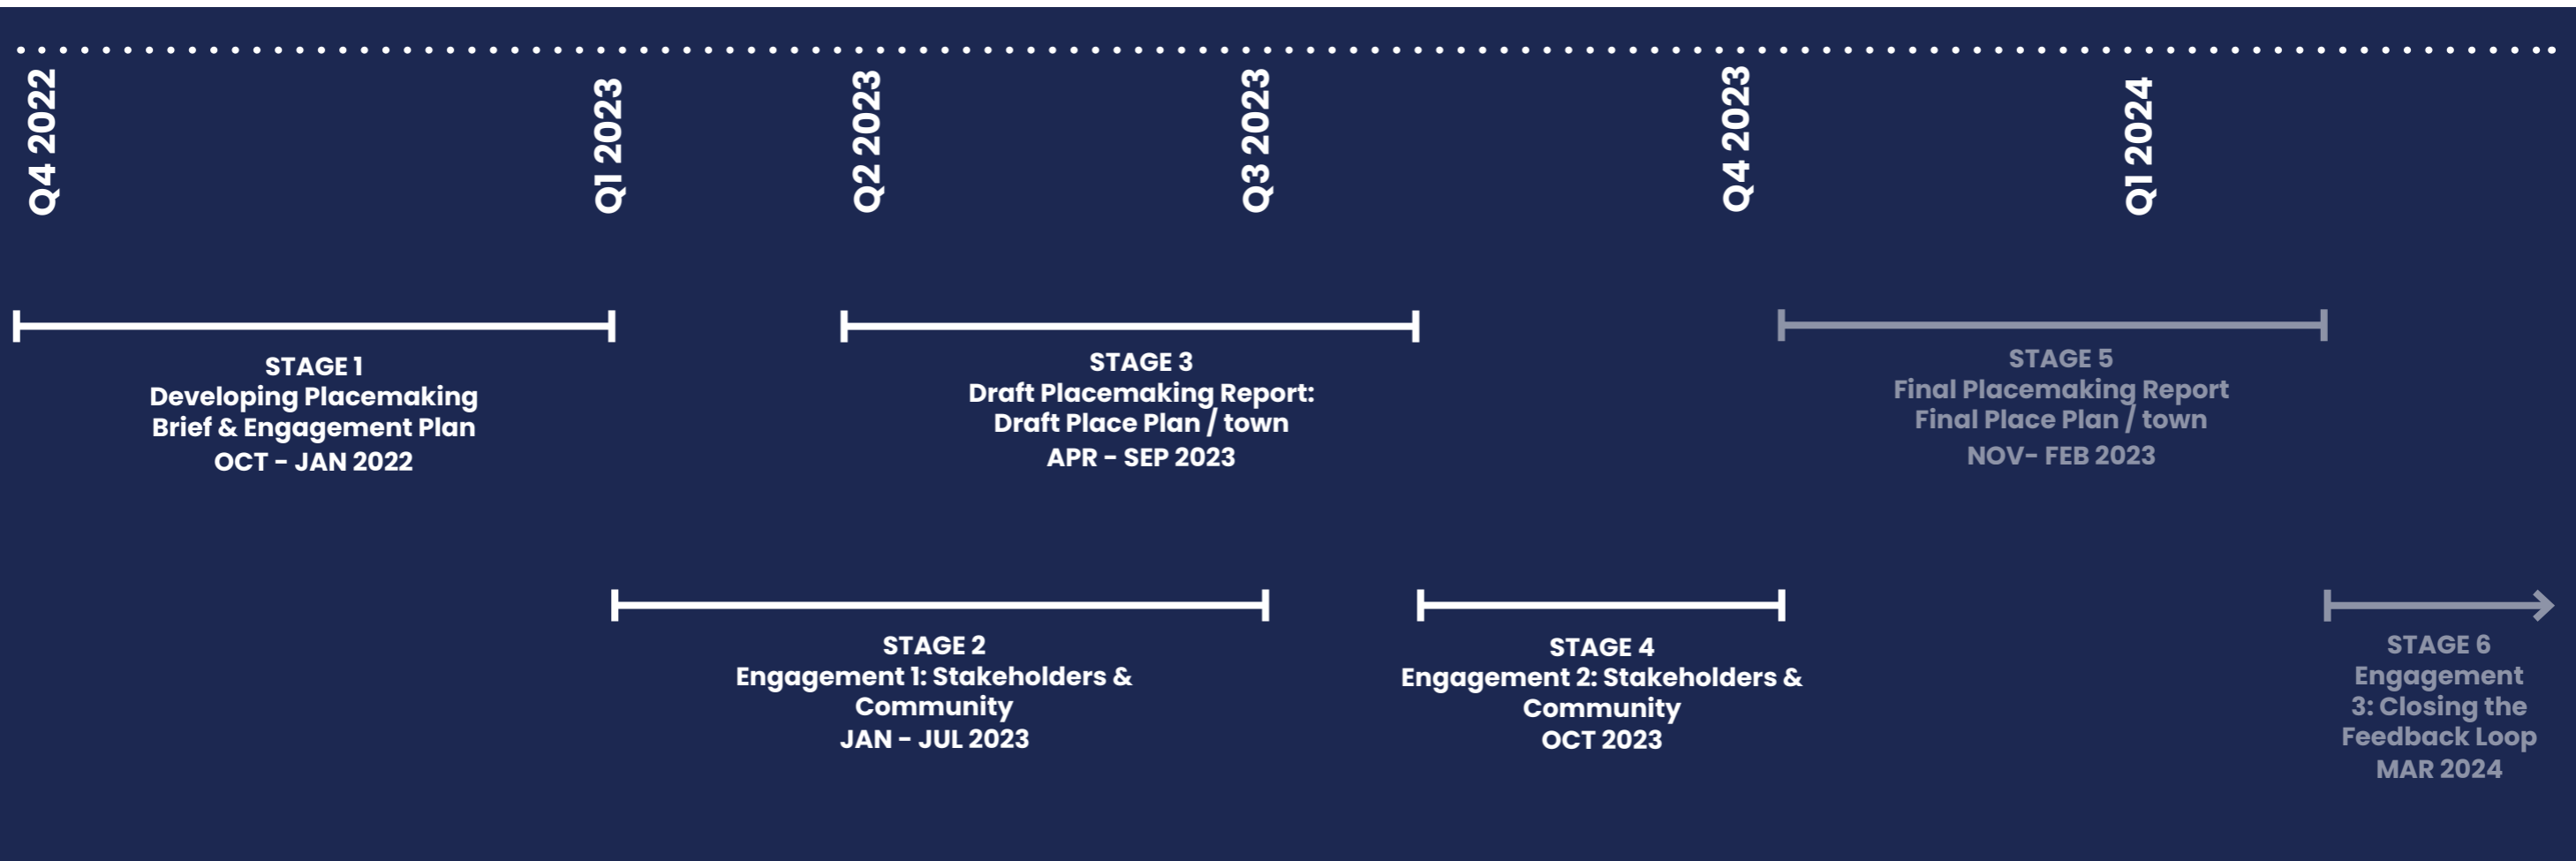 Q4 2022
Q1 2023
Q2 2023
Q3 2023
Q4 2023
Q1 2024
STAGE 1
Developing Placemaking
Brief & Engagement Plan
OCT - JAN 2022
STAGE 3
Draft Placemaking Report:
Draft Place Plan / town
APR - SEP 2023
STAGE 5
Final Placemaking Report
Final Place Plan / town
NOV- FEB 2023
STAGE 2
Engagement 1: Stakeholders &
Community
JAN - JUL 2023
STAGE 4
Engagement 2: Stakeholders &
Community
OCT 2023
STAGE 6
Engagement
3: Closing the
Feedback Loop
MAR 2024